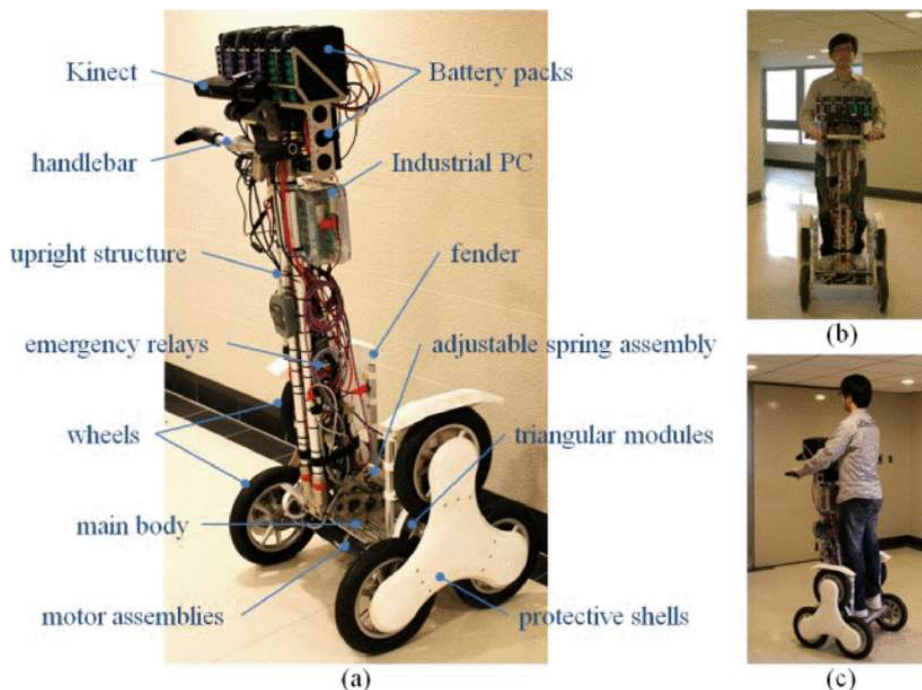 Kinect
Battery packs
handlebar
Industrial PC
upright structure
fender
emergency relays
adjustable spring assembly
wheels
triangular modules
main body
motor assemblies
protective shells
(a)
(b)
(c)